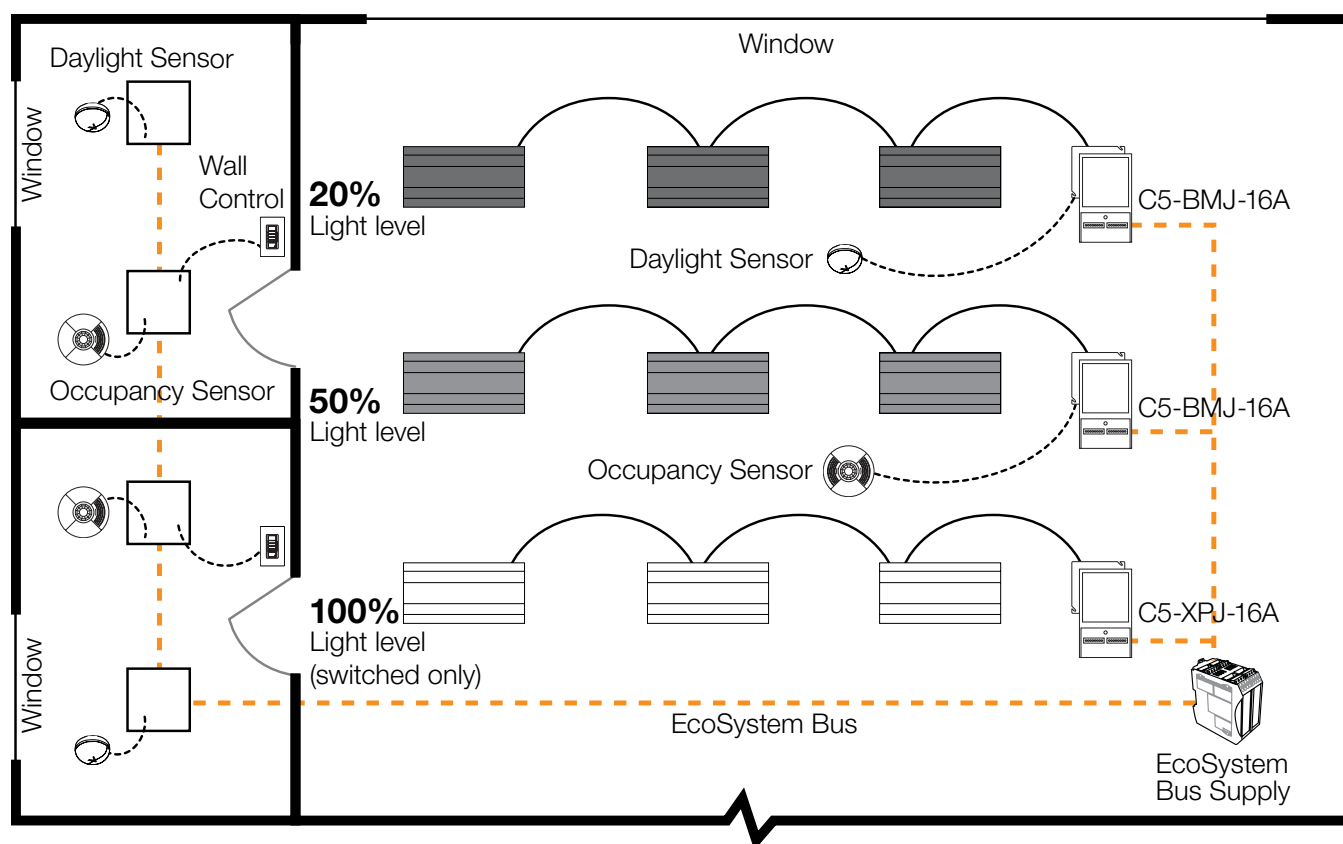 Window
Daylight Sensor
Window
Wall
Control
20%
Light level
C5-BMJ-16A
Daylight Sensor
Occupancy Sensor
50%
Light level
C5-BMJ-16A
Occupancy Sensor
100%
Light level
(switched only)
C5-XPJ-16A
Window
EcoSystem Bus
EcoSystem
Bus Supply